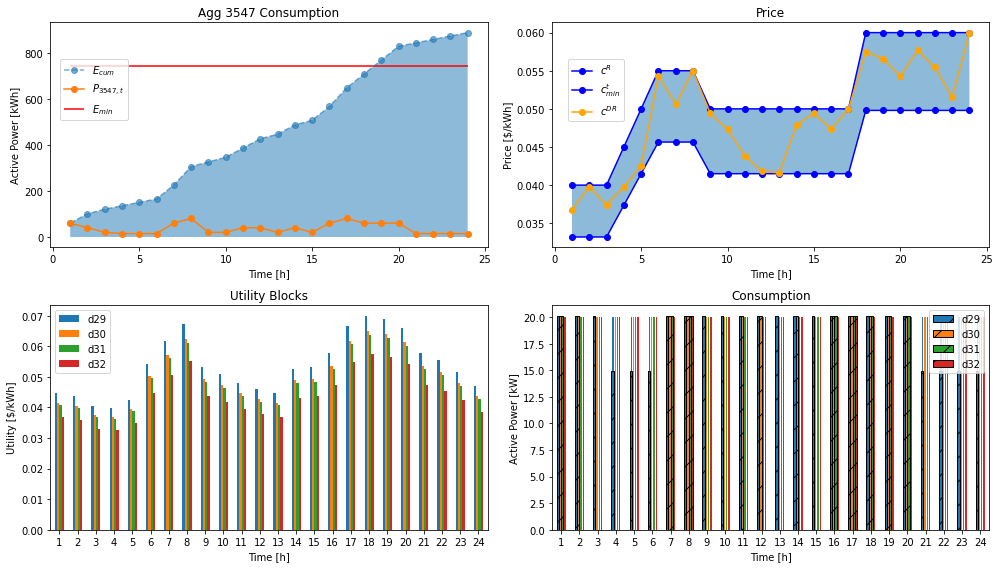 Agg 3547 Consumption
Active Power [kWh]
800
600
400
200
0
E_cum
P_3547, t
E_min
0 5 10 15 20 25
Time [h]
Price
Price [$/kWh]
0.060
0.055
0.050
0.045
0.040
0.035
c^R
c^t_min
c^DR
0 5 10 15 20 25
Time [h]
Utility Blocks
Utility [$/kWh]
0.07
0.06
0.05
0.04
0.03
0.02
0.01
0.00
d29
d30
d31
d32
1 2 3 4 5 6 7 8 9 10 11 12 13 14 15 16 17 18 19 20 21 22 23 24
Time [h]
Consumption
Active Power [kW]
20.0
17.5
15.0
12.5
10.0
7.5
5.0
2.5
0.0
d29
d30
d31
d32
1 2 3 4 5 6 7 8 9 10 11 12 13 14 15 16 17 18 19 20 21 22 23 24
Time [h]